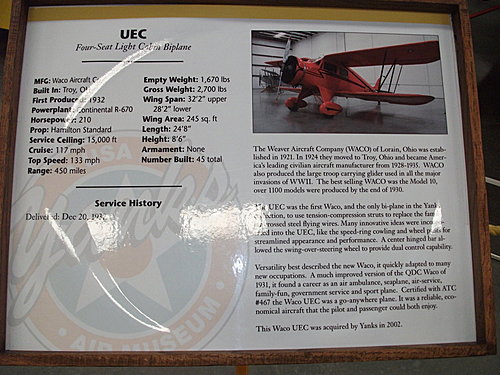 UEC
Four-Seat Light Cabin Biplane
MFG: Waco Aircraft
Built In: Troy,
First Produced: 1932
Powerplant: Continental R-670
Horsepower: 210
Prop: Hamilton Standard
Service Ceiling: 15,000 ft
Cruise: 117 mph
Top Speed: 133 mph
Range: 450 miles
Empty Weight: 1,670 lbs
Gross Weight: 2,700 lbs
Wing Span: 32'2" upper
28'2" lower
Wing Area: 245 sq. ft
Length: 24'8"
Height: 8'6"
Armament: None
Number Built: 45 total
Service History
Delivered: Dec 20,
The Weaver Aircraft Company (WACO) of Lorain, Ohio was estab-
lished in 1921. In 1924 they moved to Troy, Ohio and became Amer-
ica's leading civilian aircraft manufacturer from 1928-1935. WACO
also produced the large troop carrying glider used in all the major
invasions of WWII. The best selling WACO was the Model 10,
over 1100 models were produced by the end of 1930.
The UEC was the first Waco, and the only bi-plane in the Yanks
collection, to use tension-compression struts to replace the
crossed steel flying wires. Many innovative ideas were
into the UEC, like the speed-ring cowling and wheel pants for
streamlined appearance and performance. A center hinged bar al-
lowed the swing-over-steering wheel to provide dual control capability.
Versatility best described the new Waco, it quickly adapted to many
new occupations. A much improved version of the QDC Waco of
1931, it found a career as an air ambulance, seaplane, air-service,
family-fun, government service and sport plane. Certified with ATC
#467 the Waco UEC was a go-anywhere plane. It was a reliable, eco-
nomical aircraft that the pilot and passenger could both enjoy.
This Waco UEC was acquired by Yanks in 2002.
AIR MUSEUM